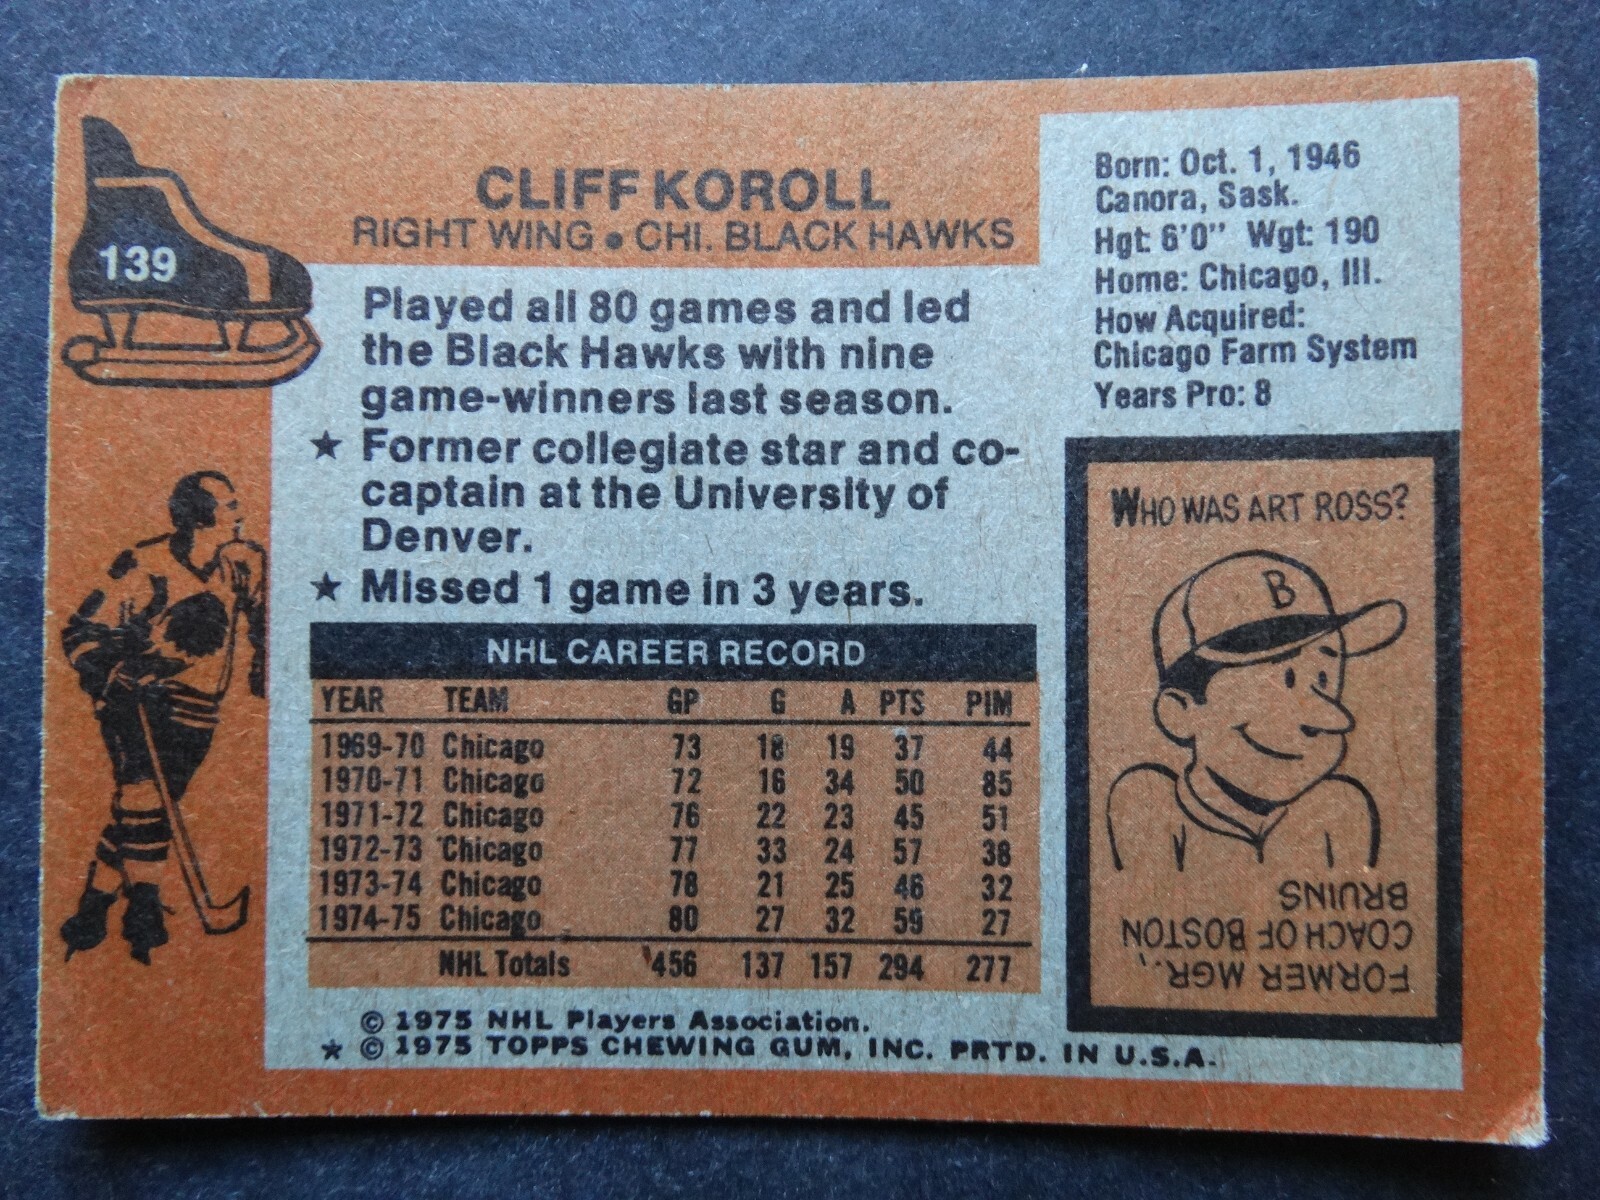 139
CLIFF KOROLL
RIGHT WING • CHI. BLACK HAWKS
Played all 80 games and led
the Black Hawks with nine
game-winners last season.
★ Former collegiate star and co-
captain at the University of
Denver.
★ Missed 1 game in 3 years.
Born: Oct. 1, 1946
Canora, Sask.
Hgt: 6'0" Wgt: 190
Home: Chicago, Ill.
How Acquired:
Chicago Farm System
Years Pro: 8
NHL CAREER RECORD
YEAR TEAM GP G A PTS PIM
1969-70 Chicago 73 18 19 37 44
1970-71 Chicago 72 16 34 50 85
1971-72 Chicago 76 22 23 45 51
1972-73 Chicago 77 33 24 57 38
1973-74 Chicago 78 21 25 46 32
1974-75 Chicago 80 27 32 59 27
NHL Totals 456 137 157 294 277
WHO WAS ART ROSS?
B
FORMER MGR.,
COACH OF BOSTON
BRUINS
© 1975 NHL Players Association.
★ © 1975 TOPPS CHEWING GUM, INC. PRTD. IN U.S.A.